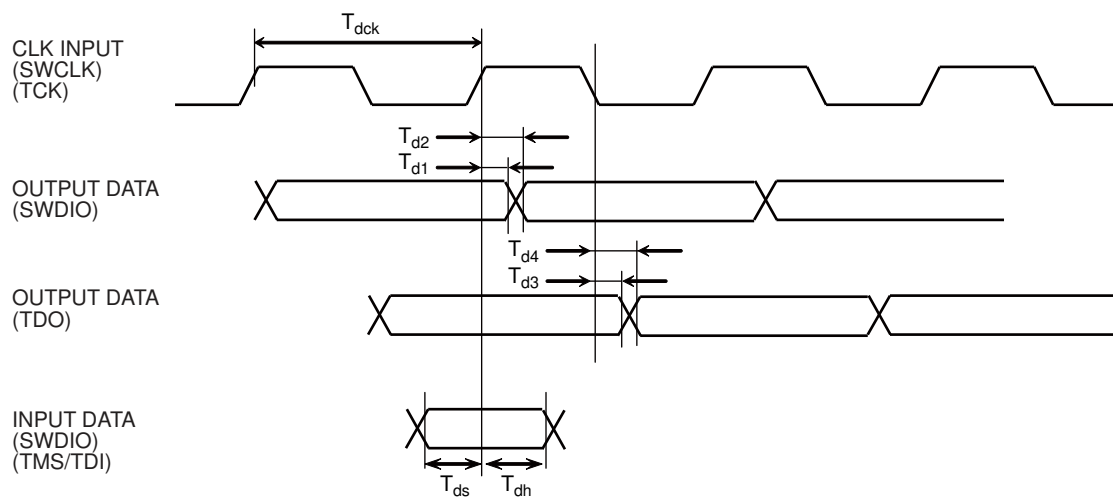 T_dck
CLK INPUT
(SWCLK)
(TCK)
T_d2
T_d1
OUTPUT DATA
(SWDIO)
T_d4
T_d3
OUTPUT DATA
(TDO)
INPUT DATA
(SWDIO)
(TMS/TDI)
T_ds T_dh